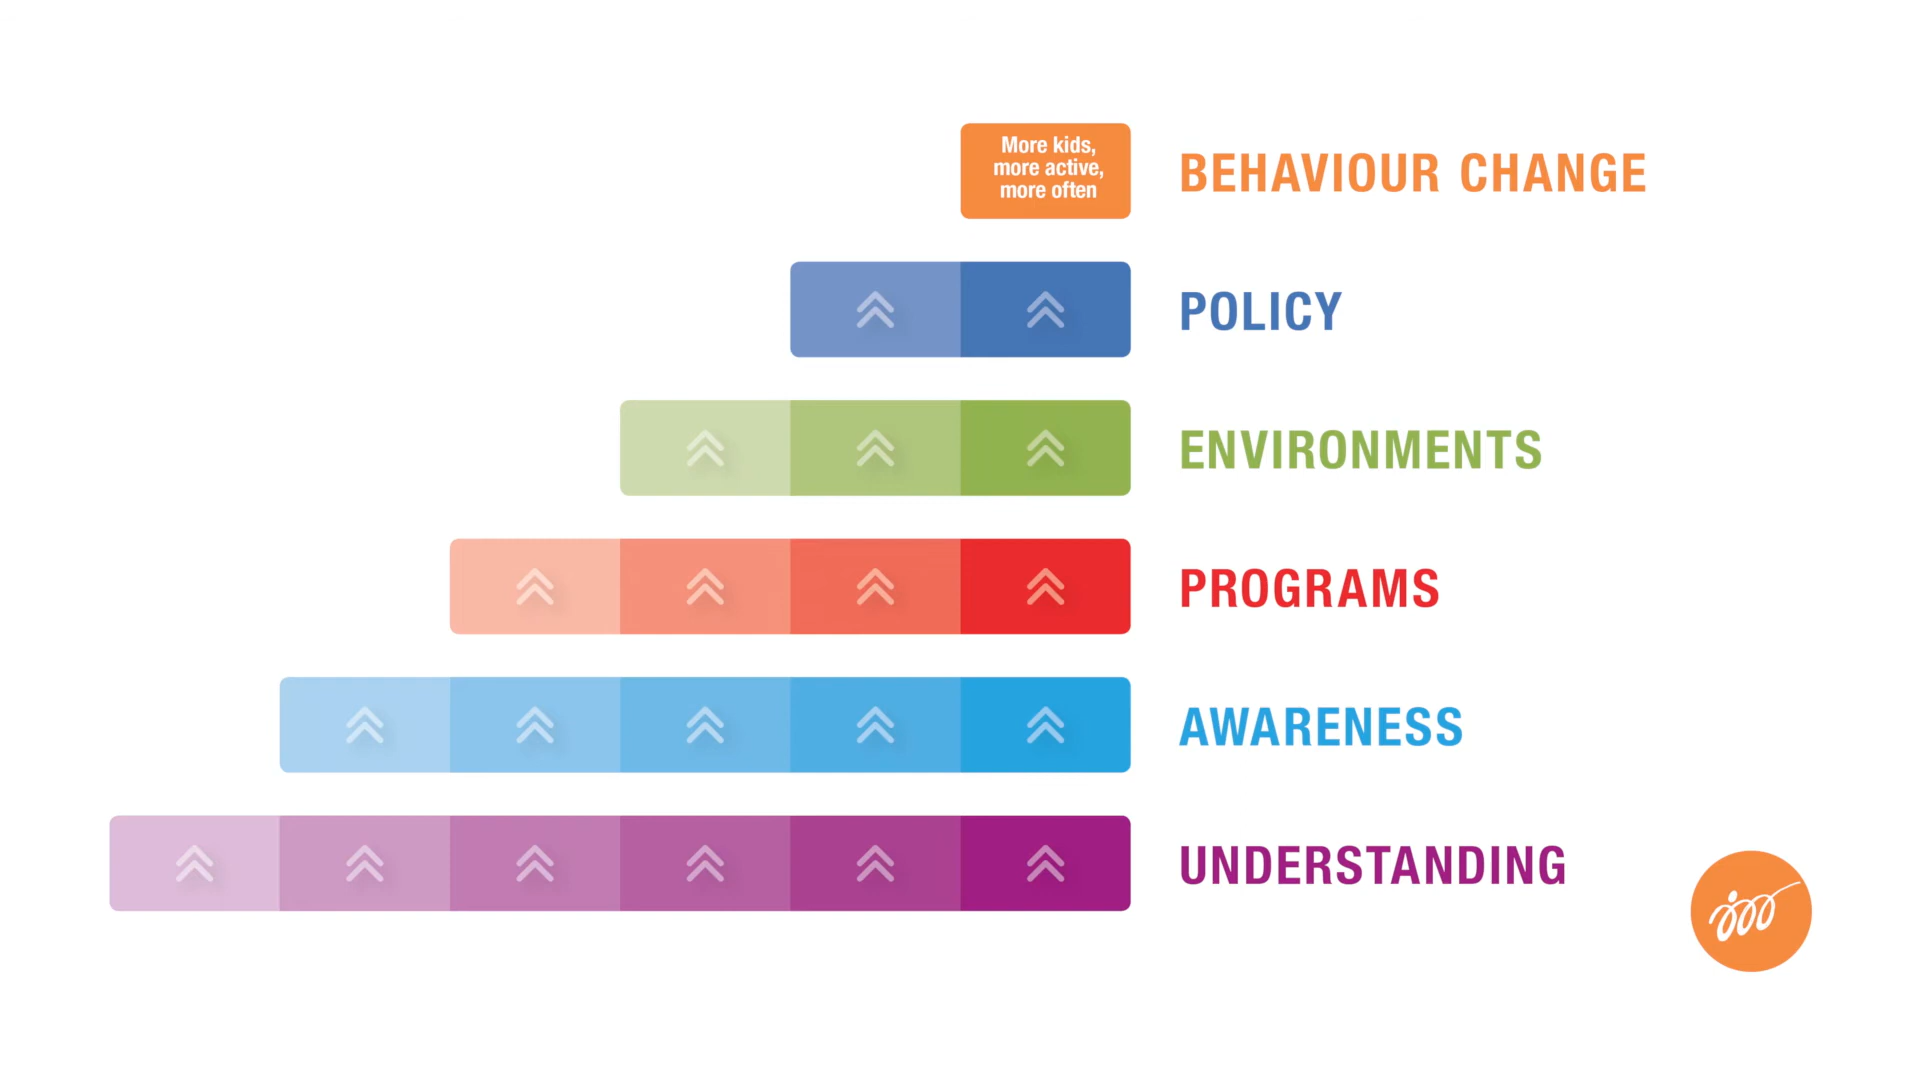 More kids,
more active,
more often
BEHAVIOUR CHANGE
POLICY
ENVIRONMENTS
PROGRAMS
AWARENESS
UNDERSTANDING